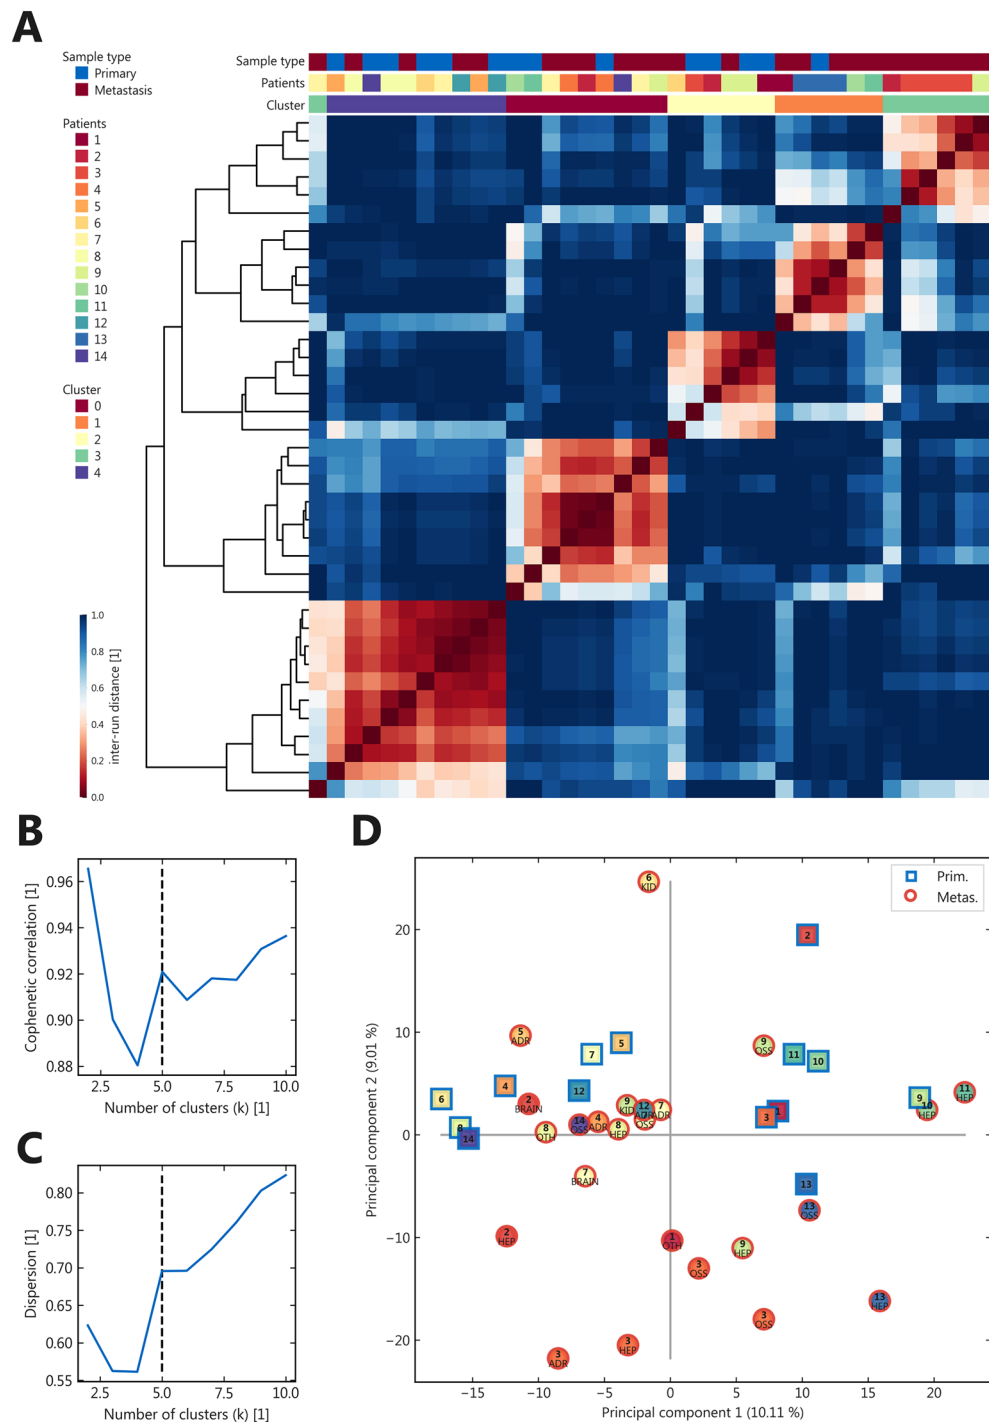 A
Sample type
Primary
Metastasis
Patients
1
2
3
4
5
6
7
8
9
10
11
12
13
14
Cluster
0
1
2
3
4
Sample type
Patients
Cluster
1.0
0.8
0.6
0.4
0.2
0.0
inter-run distance [1]
B
0.96
0.94
0.92
0.90
0.88
Cophenetic correlation [1]
2.5
5.0
7.5
10.0
Number of clusters (k) [1]
C
0.80
0.75
0.70
0.65
0.60
0.55
Dispersion [1]
2.5
5.0
7.5
10.0
Number of clusters (k) [1]
D
Prim.
Metas.
20
10
0
−10
−20
Principal component 2 (9.01 %)
6
KID
2
5
ADR
5
7
9
OSS
11
10
4
12
6
2
BRAIN
9
KID
12
ADR
7
ADR
1
3
9
10
HEP
11
HEP
8
14
8
OTH
14
OSS
4
ADR
8
HEP
OSS
7
BRAIN
13
13
OSS
2
HEP
1
OTH
9
HEP
3
OSS
13
HEP
3
OSS
3
ADR
3
HEP
−15
−10
−5
0
5
10
15
20
Principal component 1 (10.11 %)